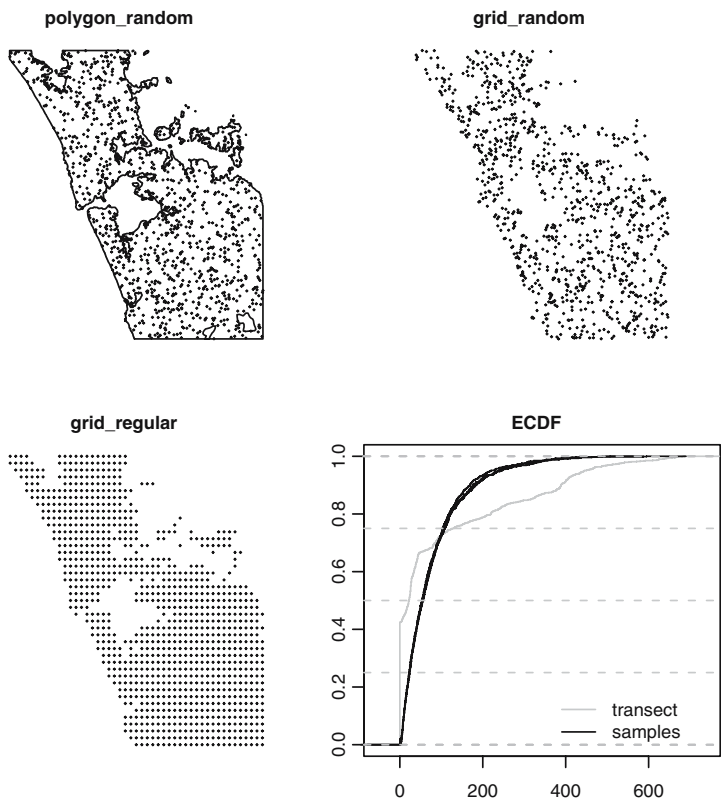 polygon_random
grid_random
grid_regular
ECDF
1.0
0.8
0.6
0.4
0.2
0.0
transect
samples
0 200 400 600